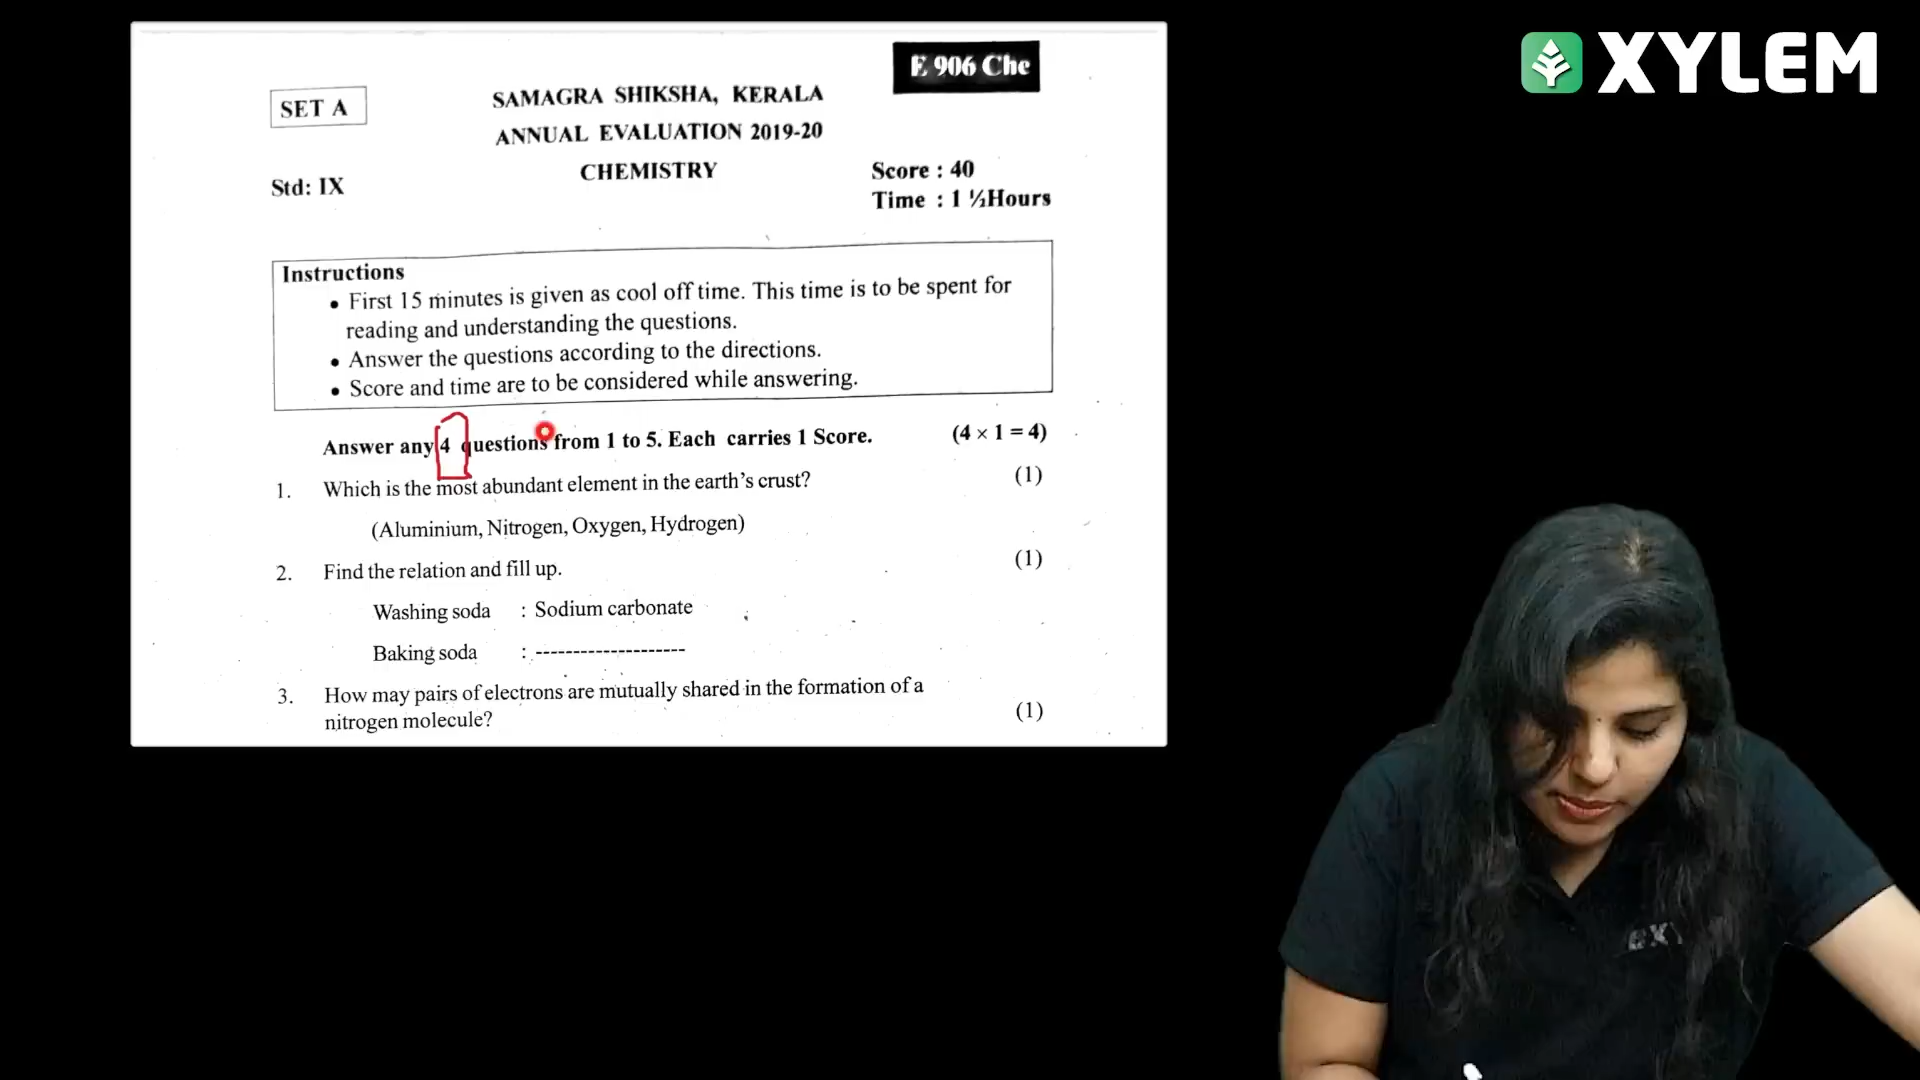 E 906 Che
XYLEM
SET A
SAMAGRA SHIKSHA, KERALA
ANNUAL EVALUATION 2019-20
CHEMISTRY
Std: IX
Score : 40
Time : 1 ½Hours
Instructions
• First 15 minutes is given as cool off time. This time is to be spent for
reading and understanding the questions.
• Answer the questions according to the directions.
• Score and time are to be considered while answering.
Answer any 4 questions from 1 to 5. Each carries 1 Score. (4 × 1 = 4)
1. Which is the most abundant element in the earth's crust? (1)
(Aluminium, Nitrogen, Oxygen, Hydrogen)
2. Find the relation and fill up. (1)
Washing soda : Sodium carbonate
Baking soda : --------------------
3. How may pairs of electrons are mutually shared in the formation of a
nitrogen molecule? (1)